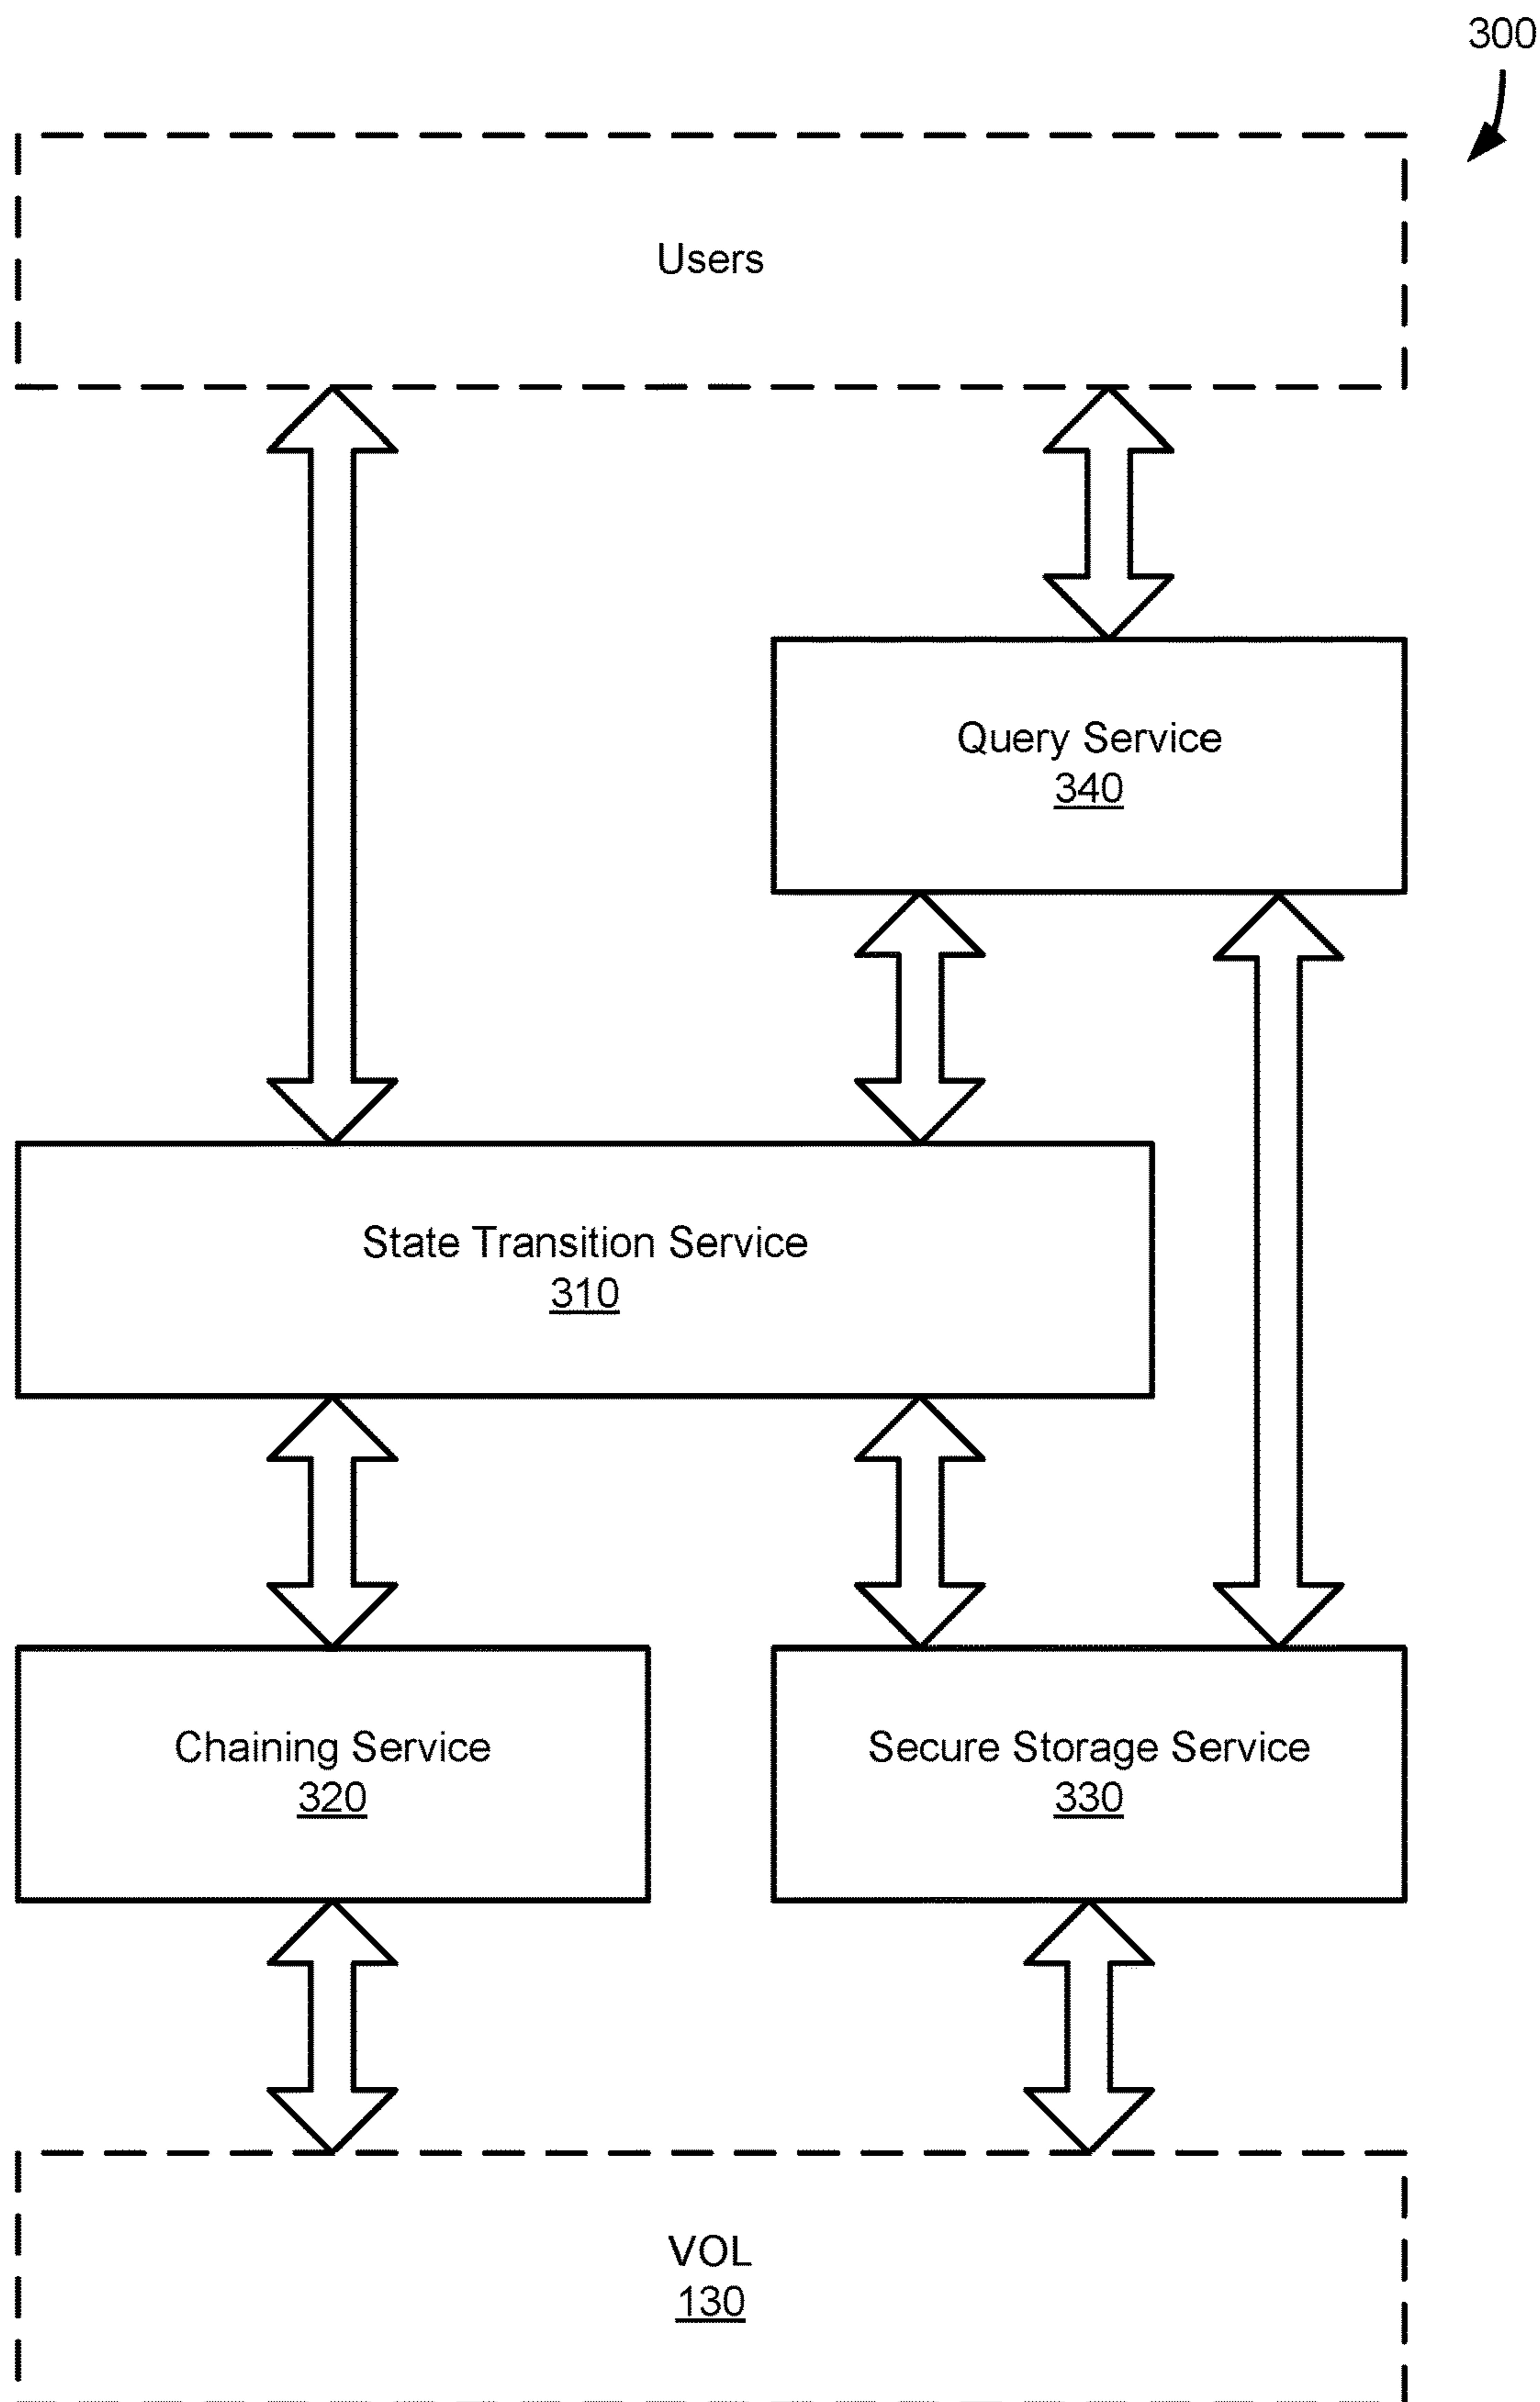 300
Users
Query Service
340
State Transition Service
310
Chaining Service
320
Secure Storage Service
330
VOL
130